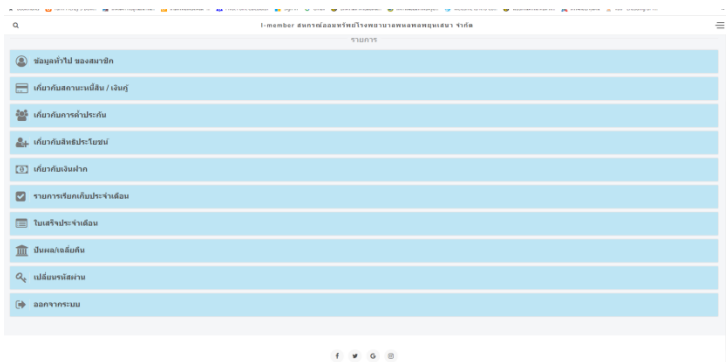 I-member สหกรณ์ออมทรัพย์โรงพยาบาลพหลพลพยุหเสนา จำกัด
รายการ
ข้อมูลทั่วไป ของสมาชิก
เกี่ยวกับสถานะหนี้สิน / เงินกู้
เกี่ยวกับการค้ำประกัน
เกี่ยวกับสิทธิประโยชน์
เกี่ยวกับเงินฝาก
รายการเรียกเก็บประจำเดือน
ใบเสร็จประจำเดือน
ปันผล/เฉลี่ยคืน
เปลี่ยนรหัสผ่าน
ออกจากระบบ